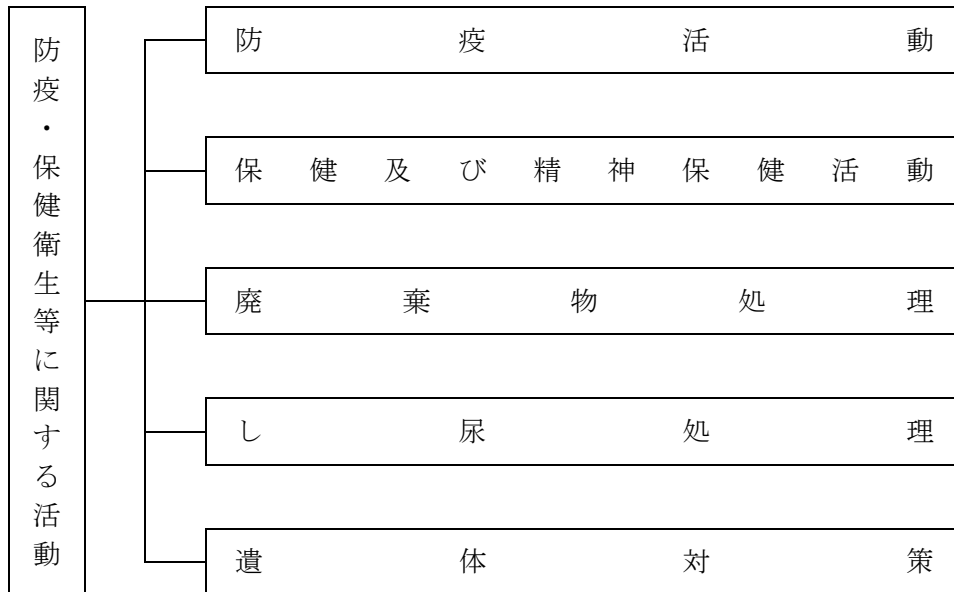 防疫・保健衛生等に関する活動
防疫活動
保健及び精神保健活動
廃棄物処理
し尿処理
遺体対策